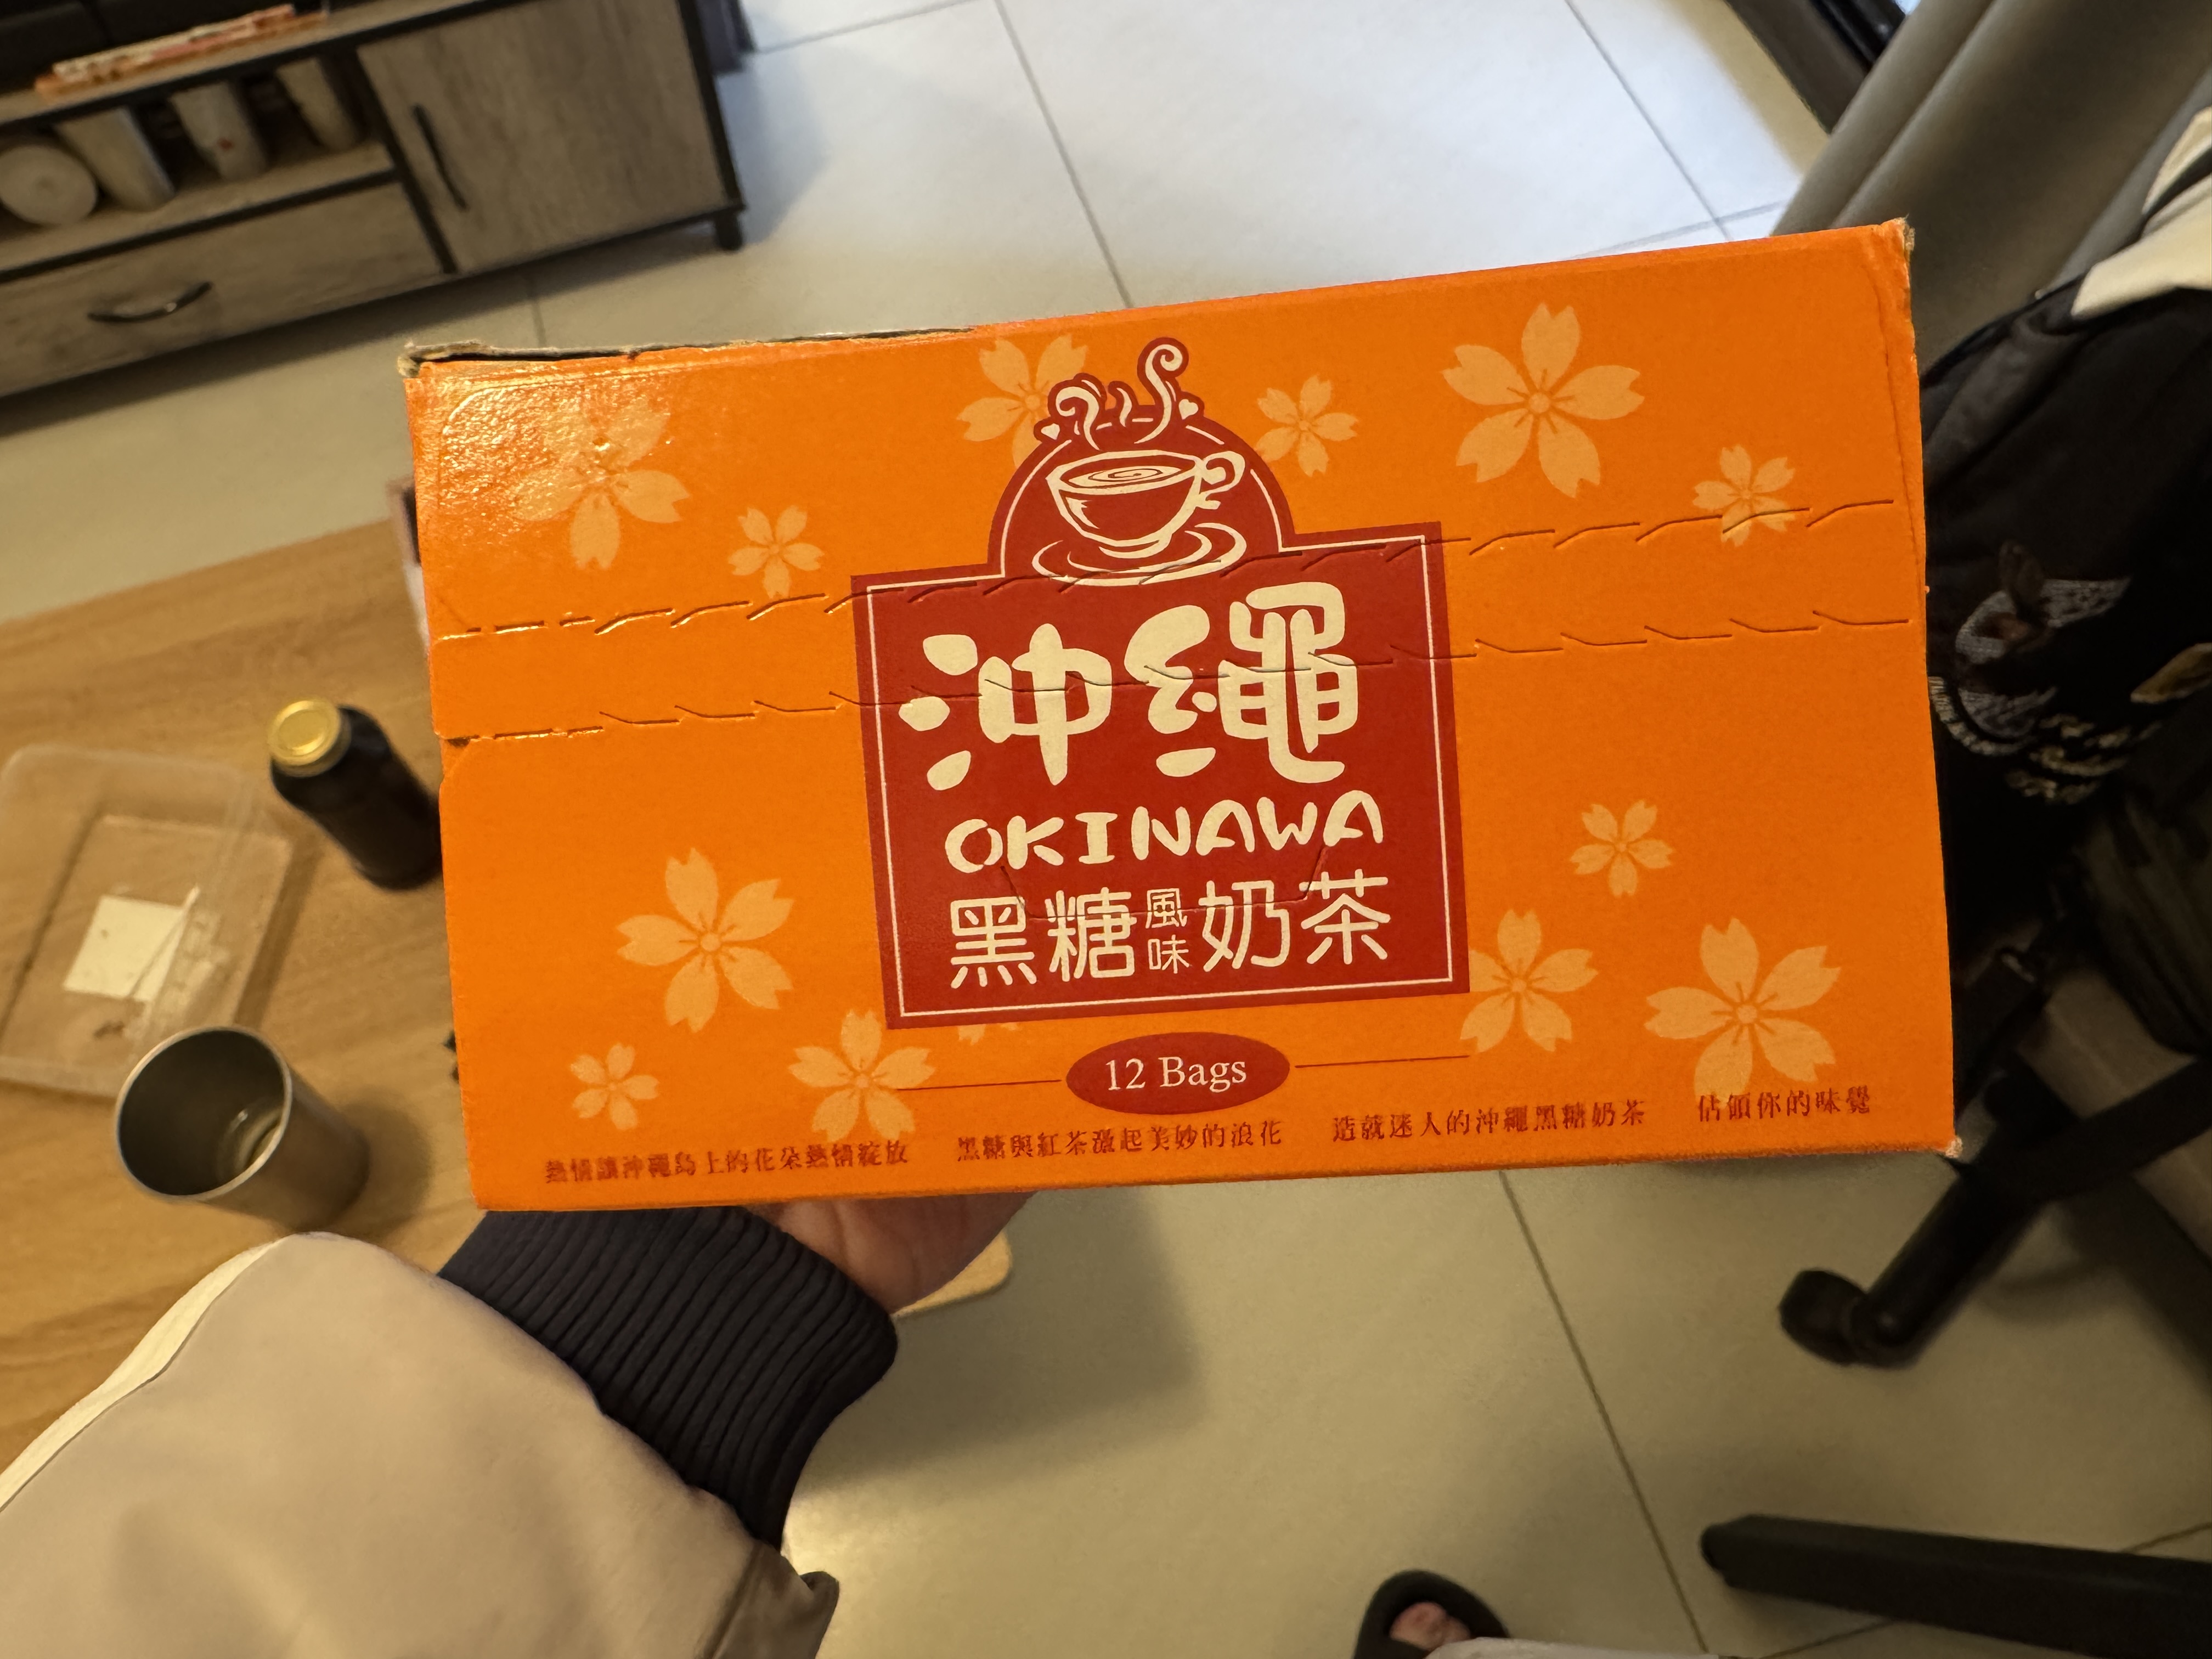 沖繩
OKINAWA
黑糖風味奶茶
12 Bags
熱情讓沖繩島上的花朵熱情綻放 黑糖與紅茶激起美妙的浪花 造就迷人的沖繩黑糖奶茶 佔領你的味覺